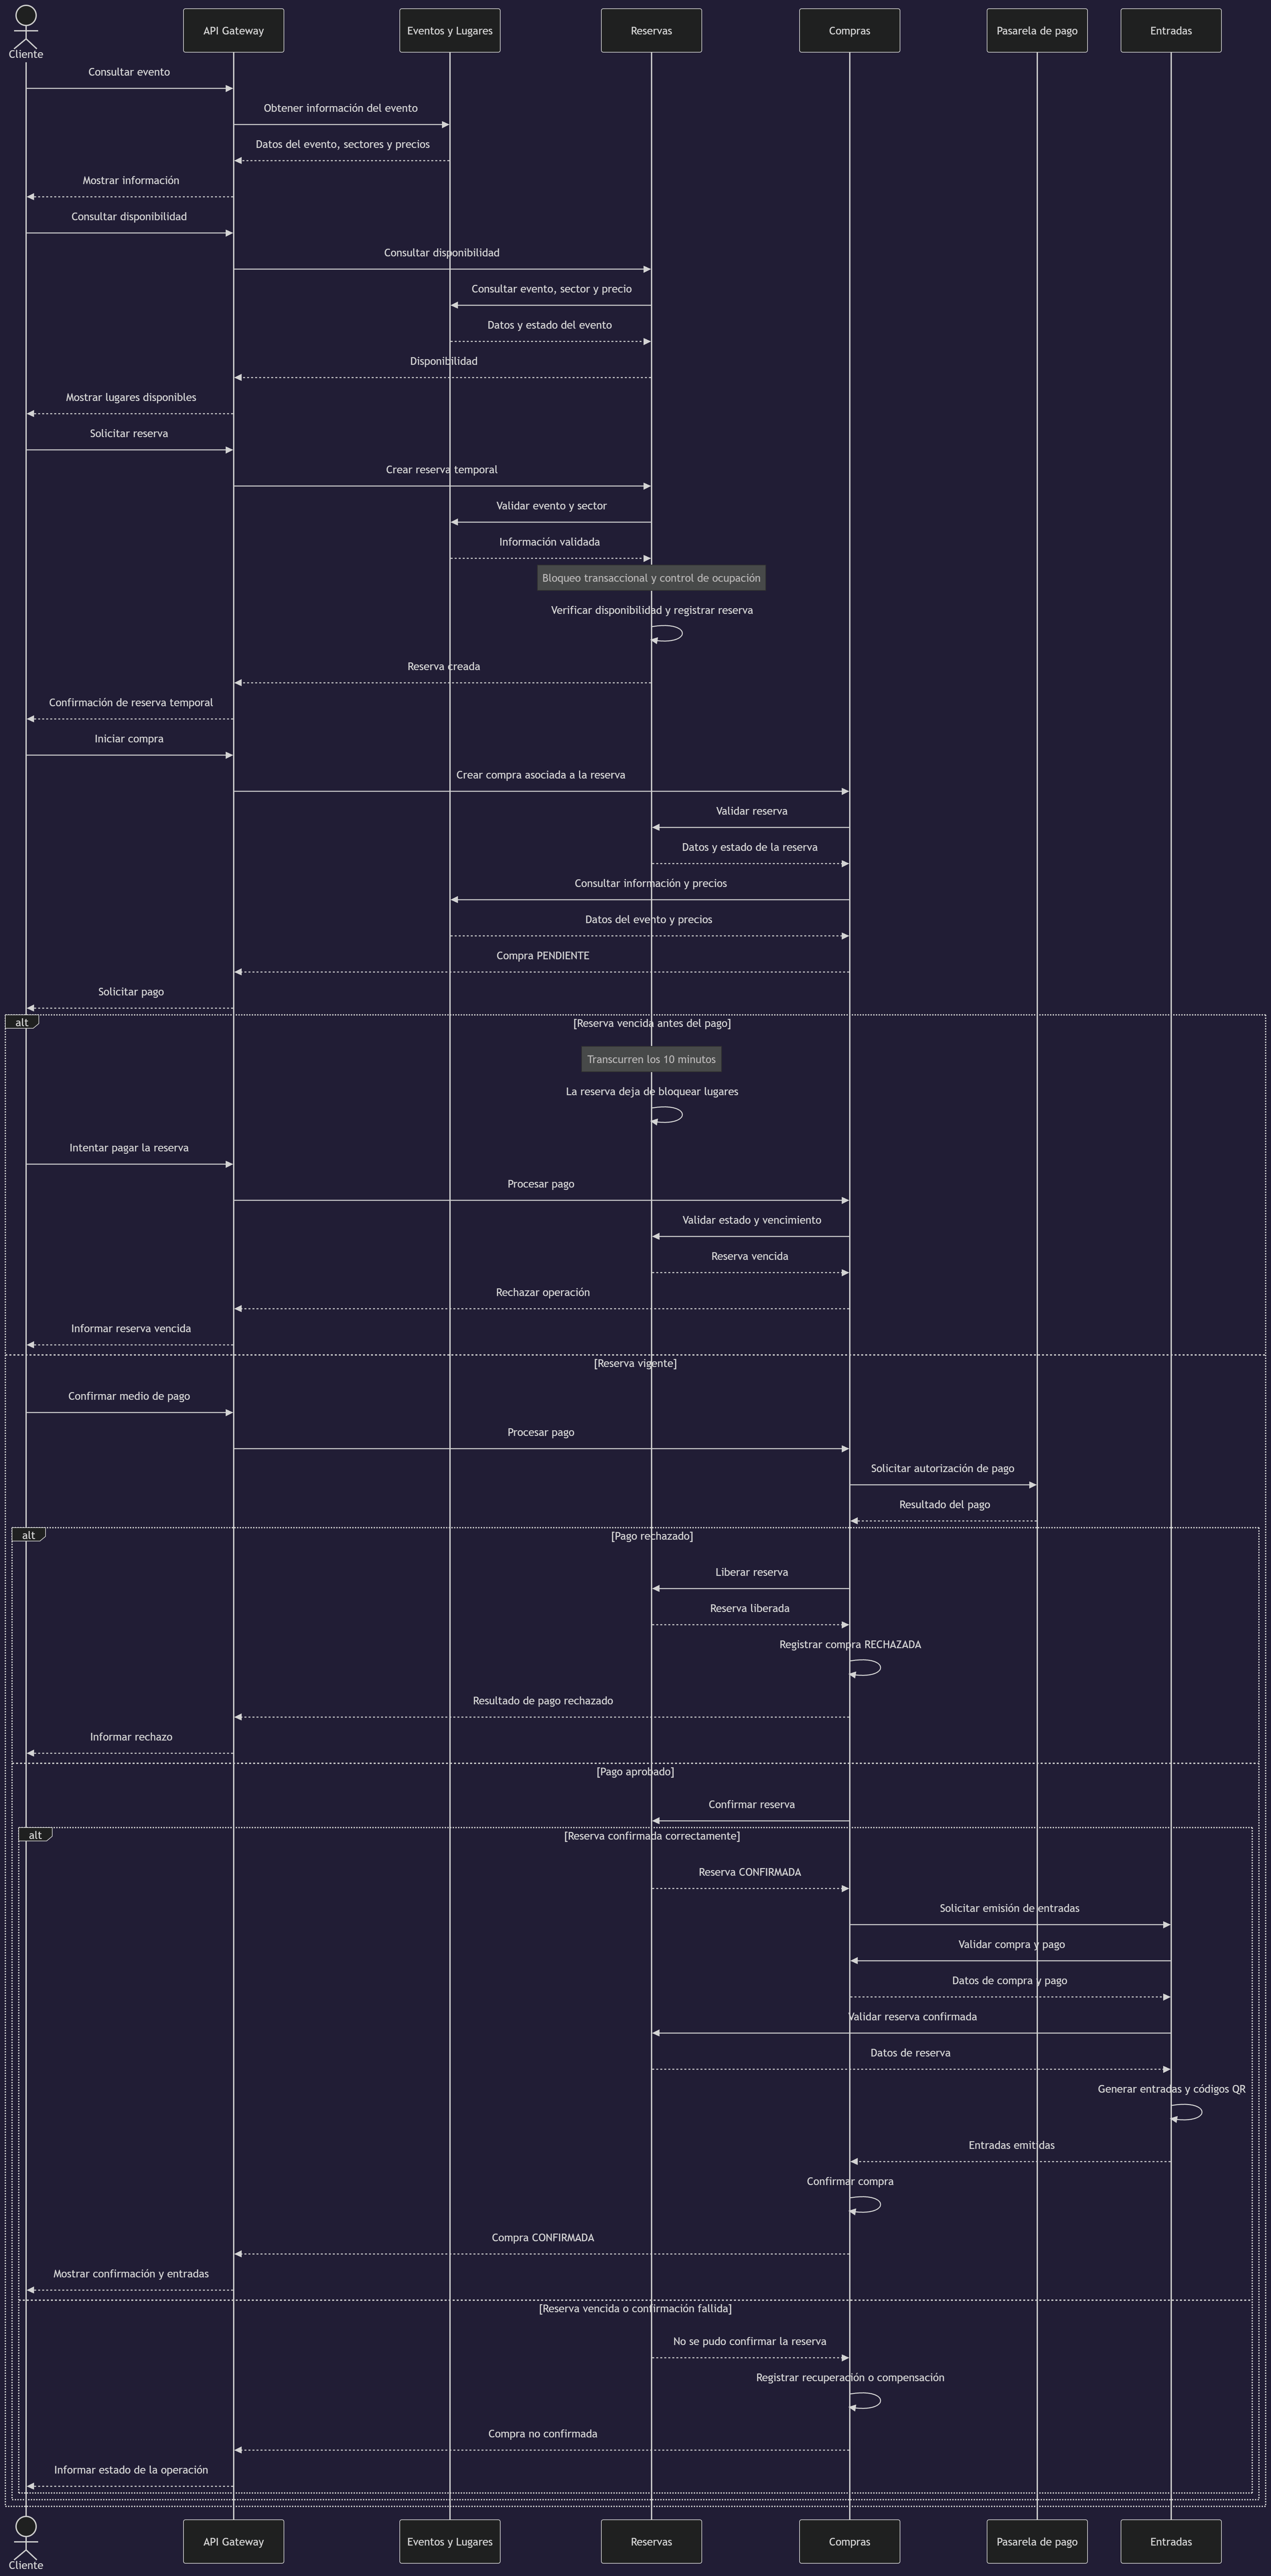 Cliente
API Gateway
Eventos y Lugares
Reservas
Compras
Pasarela de pago
Entradas
Consultar evento
Obtener información del evento
Datos del evento, sectores y precios
Mostrar información
Consultar disponibilidad
Consultar disponibilidad
Consultar evento, sector y precio
Datos y estado del evento
Disponibilidad
Mostrar lugares disponibles
Solicitar reserva
Crear reserva temporal
Validar evento y sector
Información validada
Bloqueo transaccional y control de ocupación
Verificar disponibilidad y registrar reserva
Reserva creada
Confirmación de reserva temporal
Iniciar compra
Crear compra asociada a la reserva
Validar reserva
Datos y estado de la reserva
Consultar información y precios
Datos del evento y precios
Compra PENDIENTE
Solicitar pago
alt
[Reserva vencida antes del pago]
Transcurren los 10 minutos
La reserva deja de bloquear lugares
Intentar pagar la reserva
Procesar pago
Validar estado y vencimiento
Reserva vencida
Rechazar operación
Informar reserva vencida
[Reserva vigente]
Confirmar medio de pago
Procesar pago
Solicitar autorización de pago
Resultado del pago
alt
[Pago rechazado]
Liberar reserva
Reserva liberada
Registrar compra RECHAZADA
Resultado de pago rechazado
Informar rechazo
[Pago aprobado]
Confirmar reserva
alt
[Reserva confirmada correctamente]
Reserva CONFIRMADA
Solicitar emisión de entradas
Validar compra y pago
Datos de compra y pago
Validar reserva confirmada
Datos de reserva
Generar entradas y códigos QR
Entradas emitidas
Confirmar compra
Compra CONFIRMADA
Mostrar confirmación y entradas
[Reserva vencida o confirmación fallida]
No se pudo confirmar la reserva
Registrar recuperación o compensación
Compra no confirmada
Informar estado de la operación
Cliente
API Gateway
Eventos y Lugares
Reservas
Compras
Pasarela de pago
Entradas